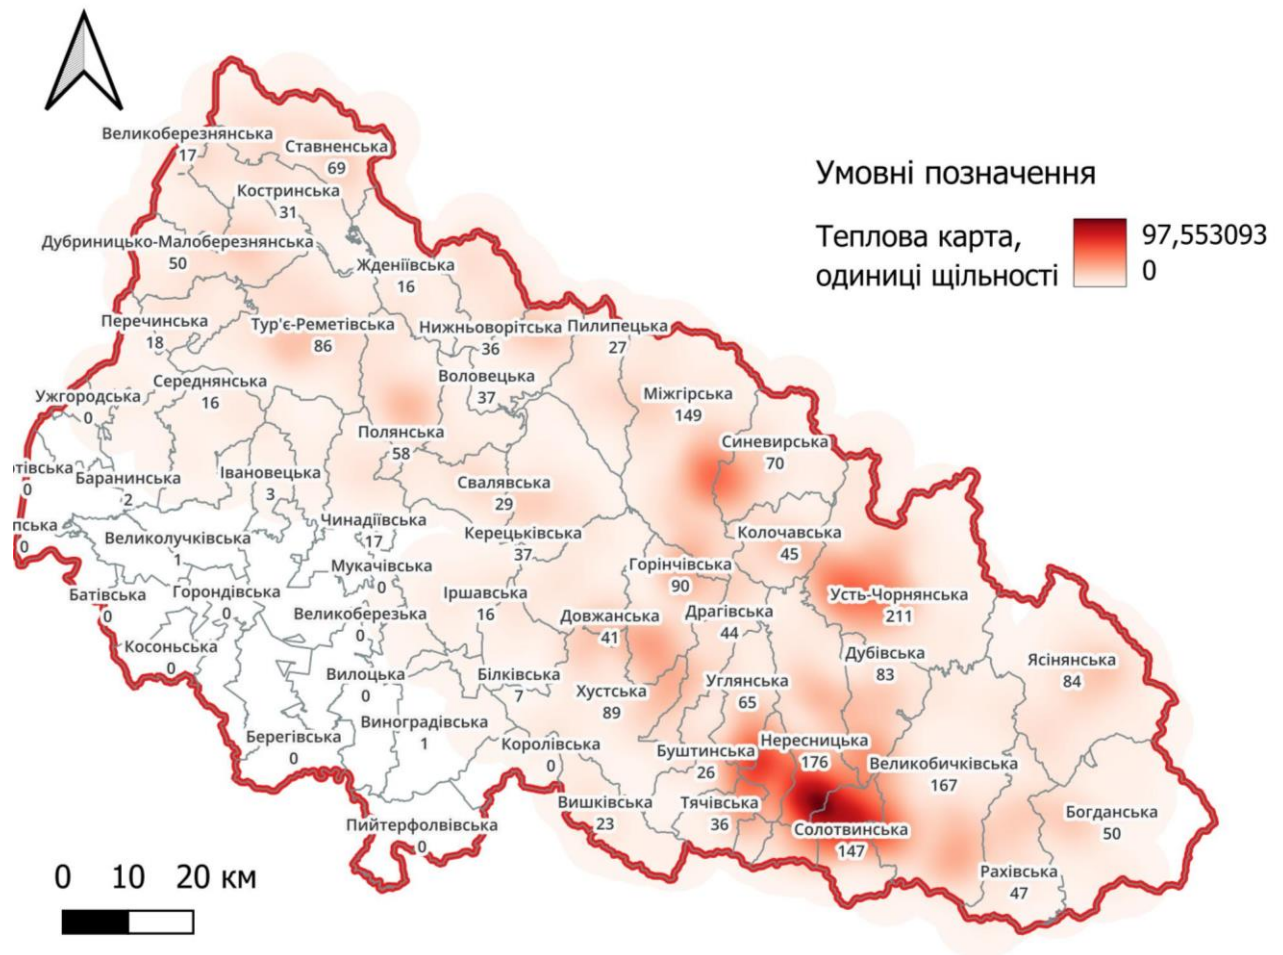 Великоберезнянська
17
Ставненська
69
Костринська
31
Умовні позначення
Теплова карта,
одиниці щільності
97,553093
0
Дубриницько-Малоберезнянська
50
Жденіївська
16
Перечинська
18
Тур'є-Реметівська
86
Нижньоворітська
36
Пилипецька
27
Середнянська
16
Воловецька
37
Ужгородська
0
Міжгірська
149
Полянська
58
Синевирська
70
тівська
0
Баранинська
2
Івановецька
3
Свалявська
29
пська
0
Великолучківська
1
Чинадіївська
17
Керецьківська
37
Колочавська
45
Мукачівська
0
Горінчівська
90
Батівська
0
Горондівська
0
Іршавська
16
Усть-Чорнянська
211
Великоберезька
0
Довжанська
41
Драгівська
44
Косоньська
0
Дубівська
83
Ясінянська
84
Вилоцька
0
Білківська
7
Хустська
89
Углянська
65
Виноградівська
1
Берегівська
0
Королівська
0
Буштинська
26
Нересницька
176
Великобичківська
167
Вишківська
23
Тячівська
36
Богданська
50
Пийтерфолвівська
0
Солотвинська
147
Рахівська
47
0 10 20 км